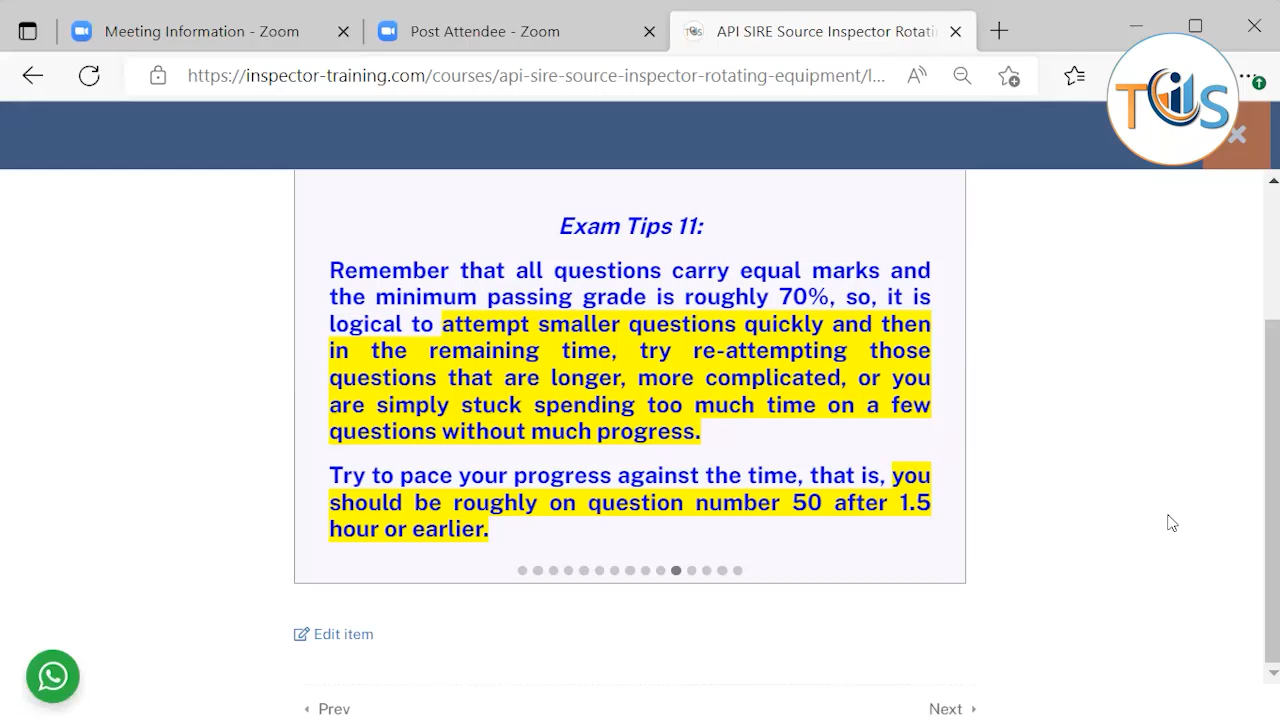 Meeting Information - Zoom
Post Attendee - Zoom
API SIRE Source Inspector Rotati
https://inspector-training.com/courses/api-sire-source-inspector-rotating-equipment/l...
TIS
Exam Tips 11:
Remember that all questions carry equal marks and
the minimum passing grade is roughly 70%, so, it is
logical to attempt smaller questions quickly and then
in the remaining time, try re-attempting those
questions that are longer, more complicated, or you
are simply stuck spending too much time on a few
questions without much progress.
Try to pace your progress against the time, that is, you
should be roughly on question number 50 after 1.5
hour or earlier.
Edit item
Prev
Next